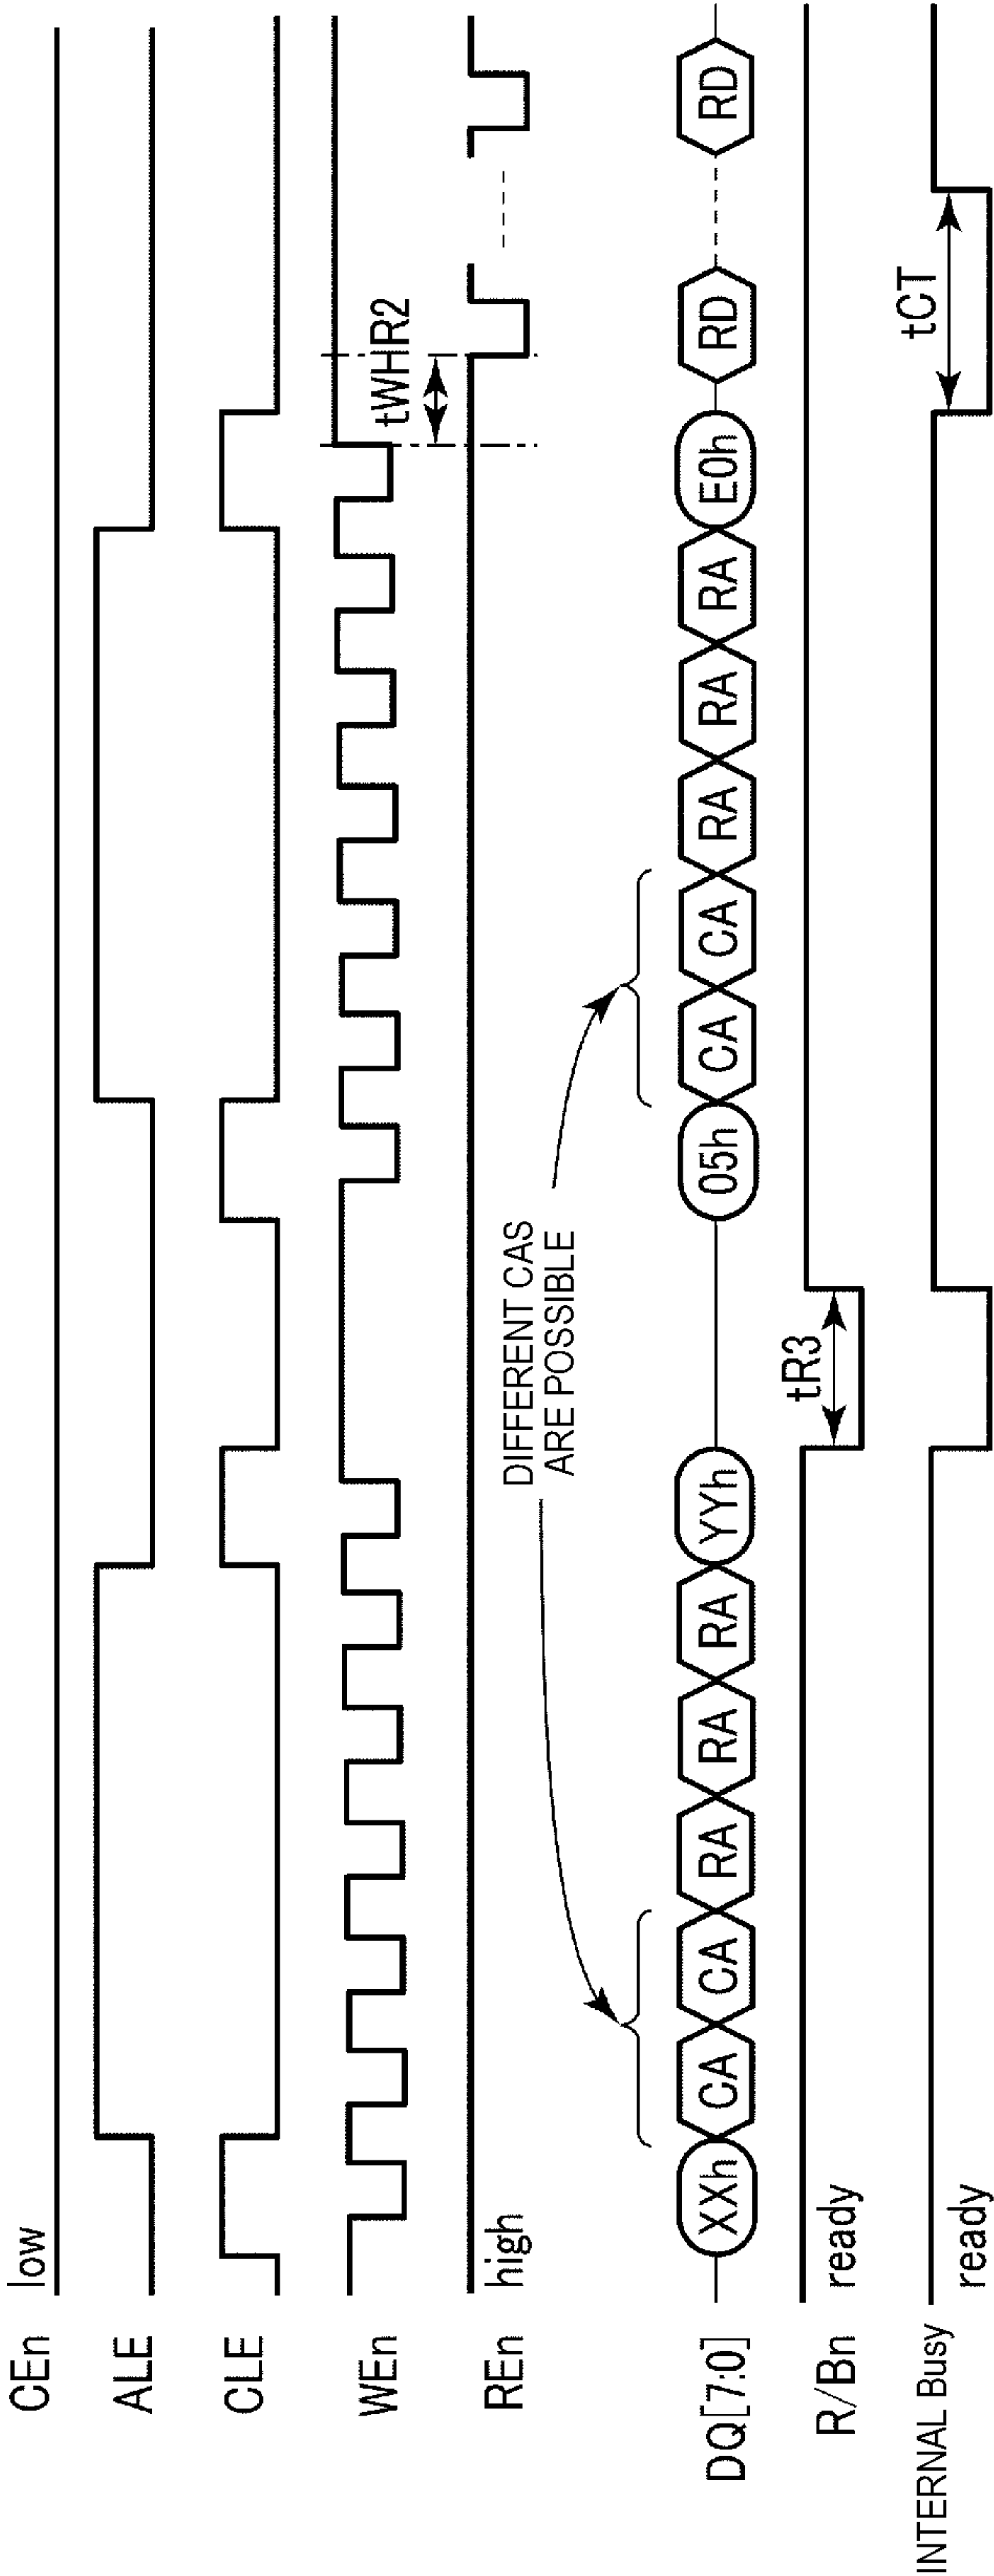 CEn low
ALE
CLE
WEn
tWHR2
REn high
DIFFERENT CAS
ARE POSSIBLE
DQ[7:0] XXh CA CA RA RA RA YYh 05h CA CA RA RA RA E0h RD RD
R/Bn ready tR3
INTERNAL Busy ready tCT